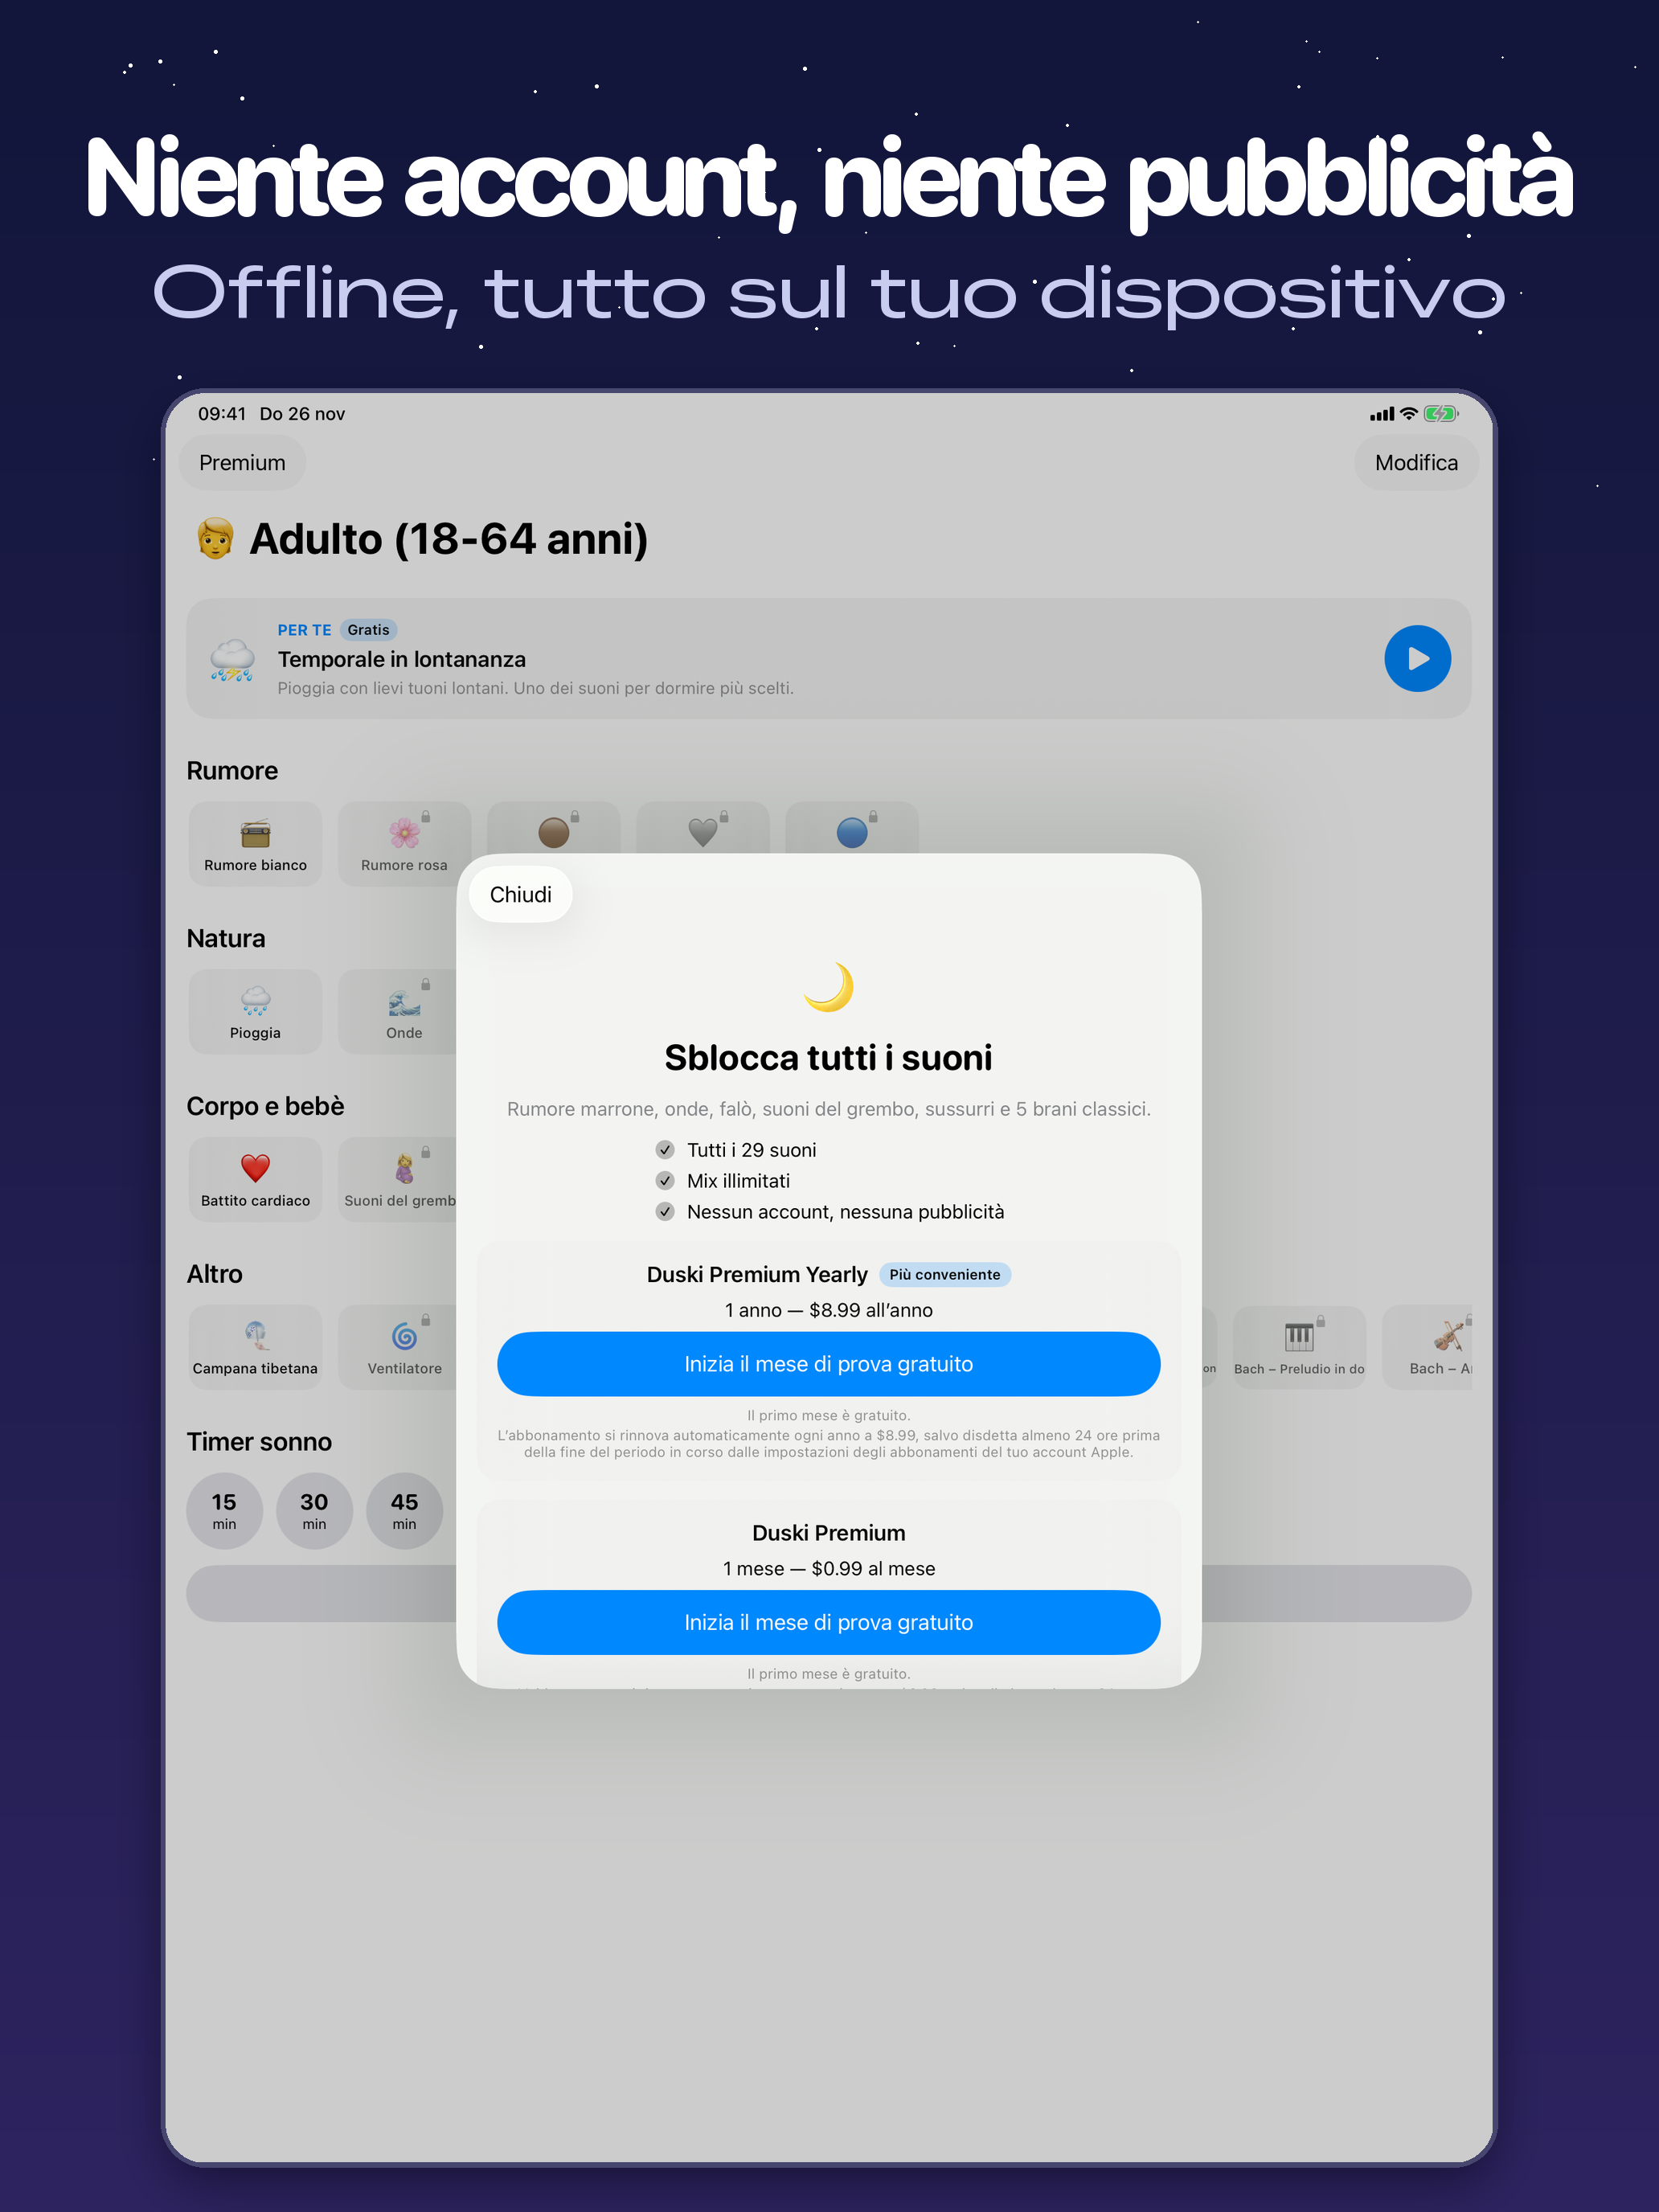 Niente account, niente pubblicità
Offline, tutto sul tuo dispositivo
09:41 Do 26 nov
Premium
Modifica
Adulto (18-64 anni)
PER TE Gratis
Temporale in lontananza
Pioggia con lievi tuoni lontani. Uno dei suoni per dormire più scelti.
Rumore
Rumore bianco
Rumore rosa
Natura
Pioggia
Onde
Corpo e bebè
Battito cardiaco
Suoni del gremb
Altro
Campana tibetana
Ventilatore
on
Bach – Preludio in do
Bach – A
Timer sonno
15 min
30 min
45 min
Chiudi
Sblocca tutti i suoni
Rumore marrone, onde, falò, suoni del grembo, sussurri e 5 brani classici.
Tutti i 29 suoni
Mix illimitati
Nessun account, nessuna pubblicità
Duski Premium Yearly Più conveniente
1 anno — $8.99 all’anno
Inizia il mese di prova gratuito
Il primo mese è gratuito.
L’abbonamento si rinnova automaticamente ogni anno a $8.99, salvo disdetta almeno 24 ore prima
della fine del periodo in corso dalle impostazioni degli abbonamenti del tuo account Apple.
Duski Premium
1 mese — $0.99 al mese
Inizia il mese di prova gratuito
Il primo mese è gratuito.